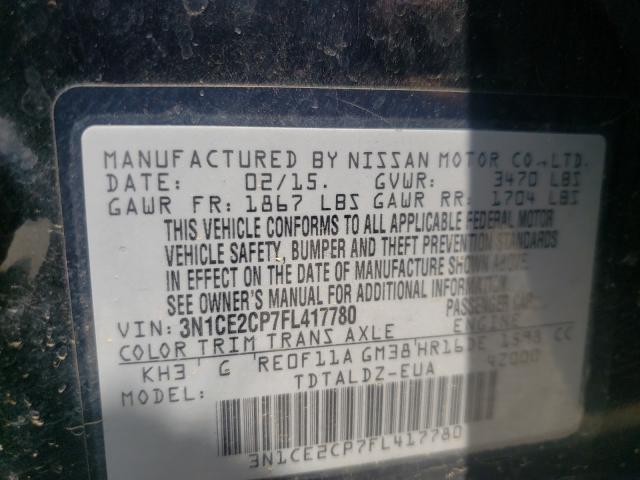 MANUFACTURED BY NISSAN MOTOR CO.,LTD.
DATE: 02/15. GVWR: 3470 LBS
GAWR FR: 1867 LBS GAWR RR: 1704 LBS
THIS VEHICLE CONFORMS TO ALL APPLICABLE FEDERAL MOTOR
VEHICLE SAFETY, BUMPER AND THEFT PREVENTION STANDARDS
IN EFFECT ON THE DATE OF MANUFACTURE SHOWN ABOVE.
SEE OWNER'S MANUAL FOR ADDITIONAL INFORMATION
VIN: 3N1CE2CP7FL417780 PASSENGER CAR
COLOR TRIM TRANS AXLE ENGINE
KH3 G RE0F11A GM38 HR16DE 1598 CC
MODEL: TDTALDZ-EUA 42000
3N1CE2CP7FL417780